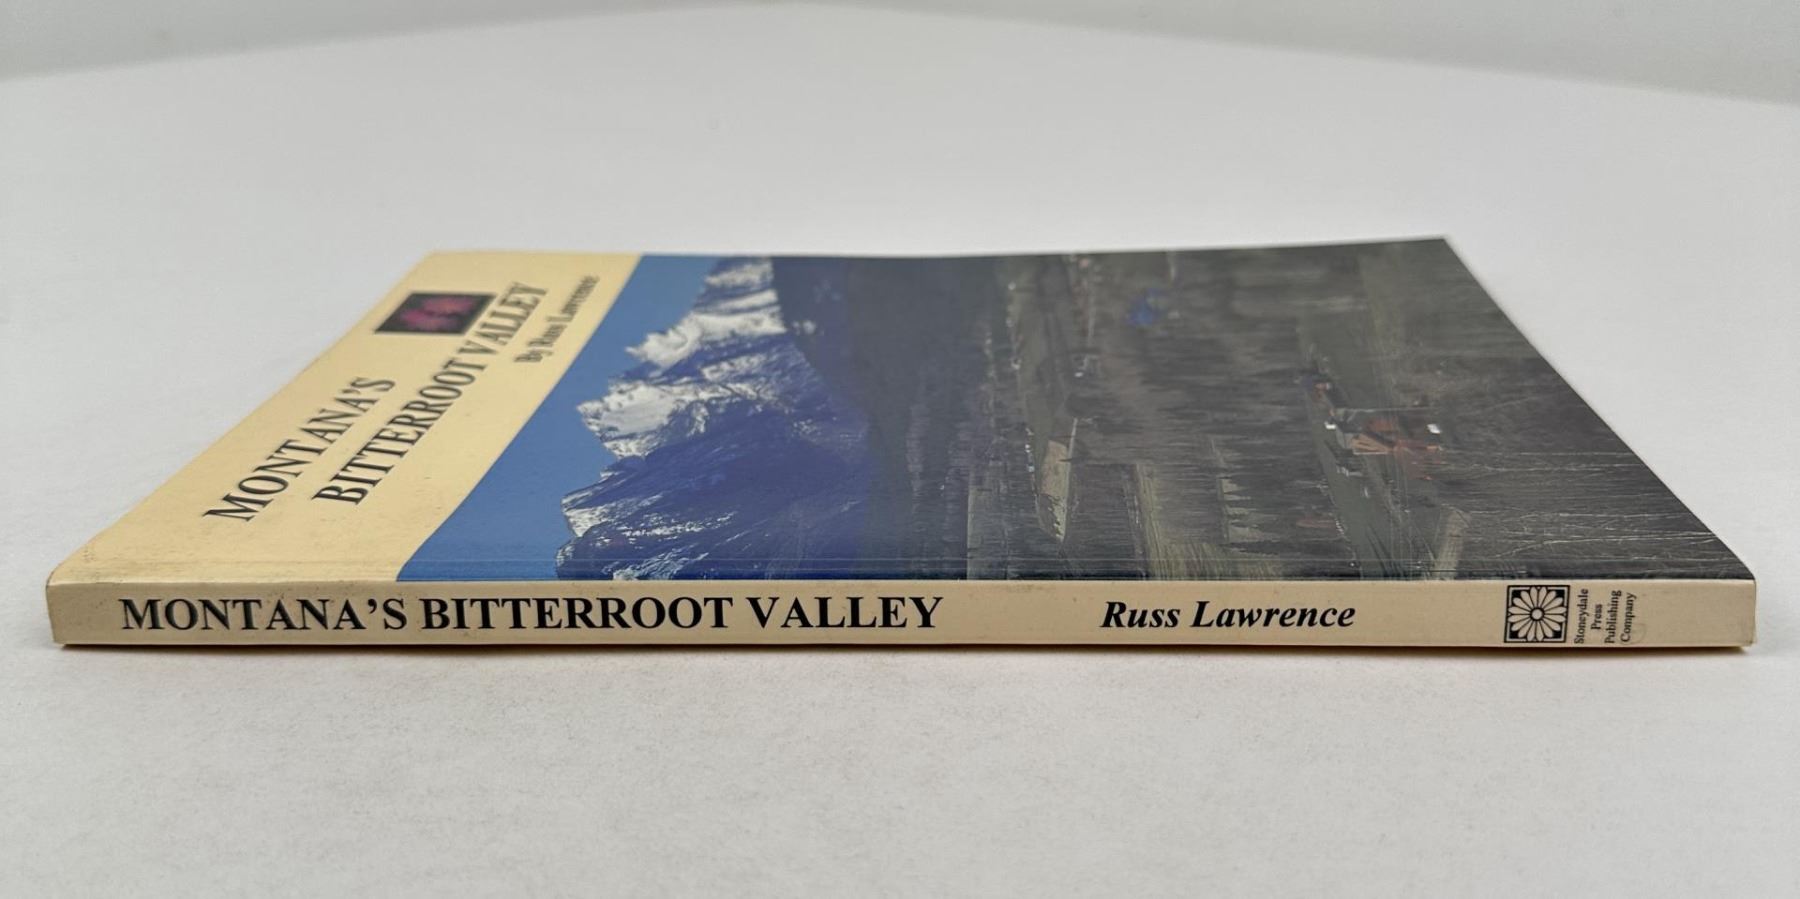 MONTANA'S
BITTERROOT VALLEY
By Russ Lawrence
MONTANA'S BITTERROOT VALLEY
Russ Lawrence
Stoneydale
Press
Publishing
Company